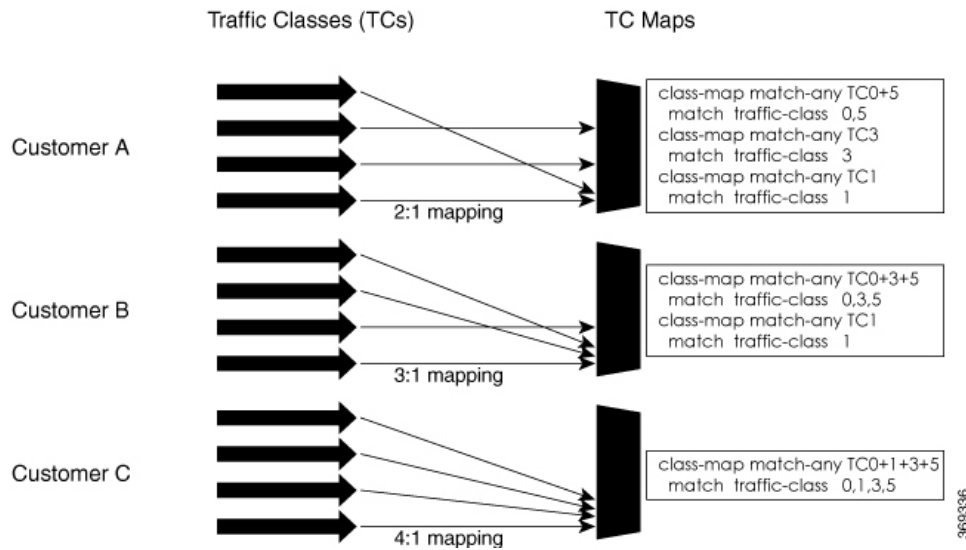 Traffic Classes (TCs)
TC Maps
Customer A
2:1 mapping
class-map match-any TC0+5
match traffic-class 0,5
class-map match-any TC3
match traffic-class 3
class-map match-any TC1
match traffic-class 1
Customer B
3:1 mapping
class-map match-any TC0+3+5
match traffic-class 0,3,5
class-map match-any TC1
match traffic-class 1
Customer C
4:1 mapping
class-map match-any TC0+1+3+5
match traffic-class 0,1,3,5
369336